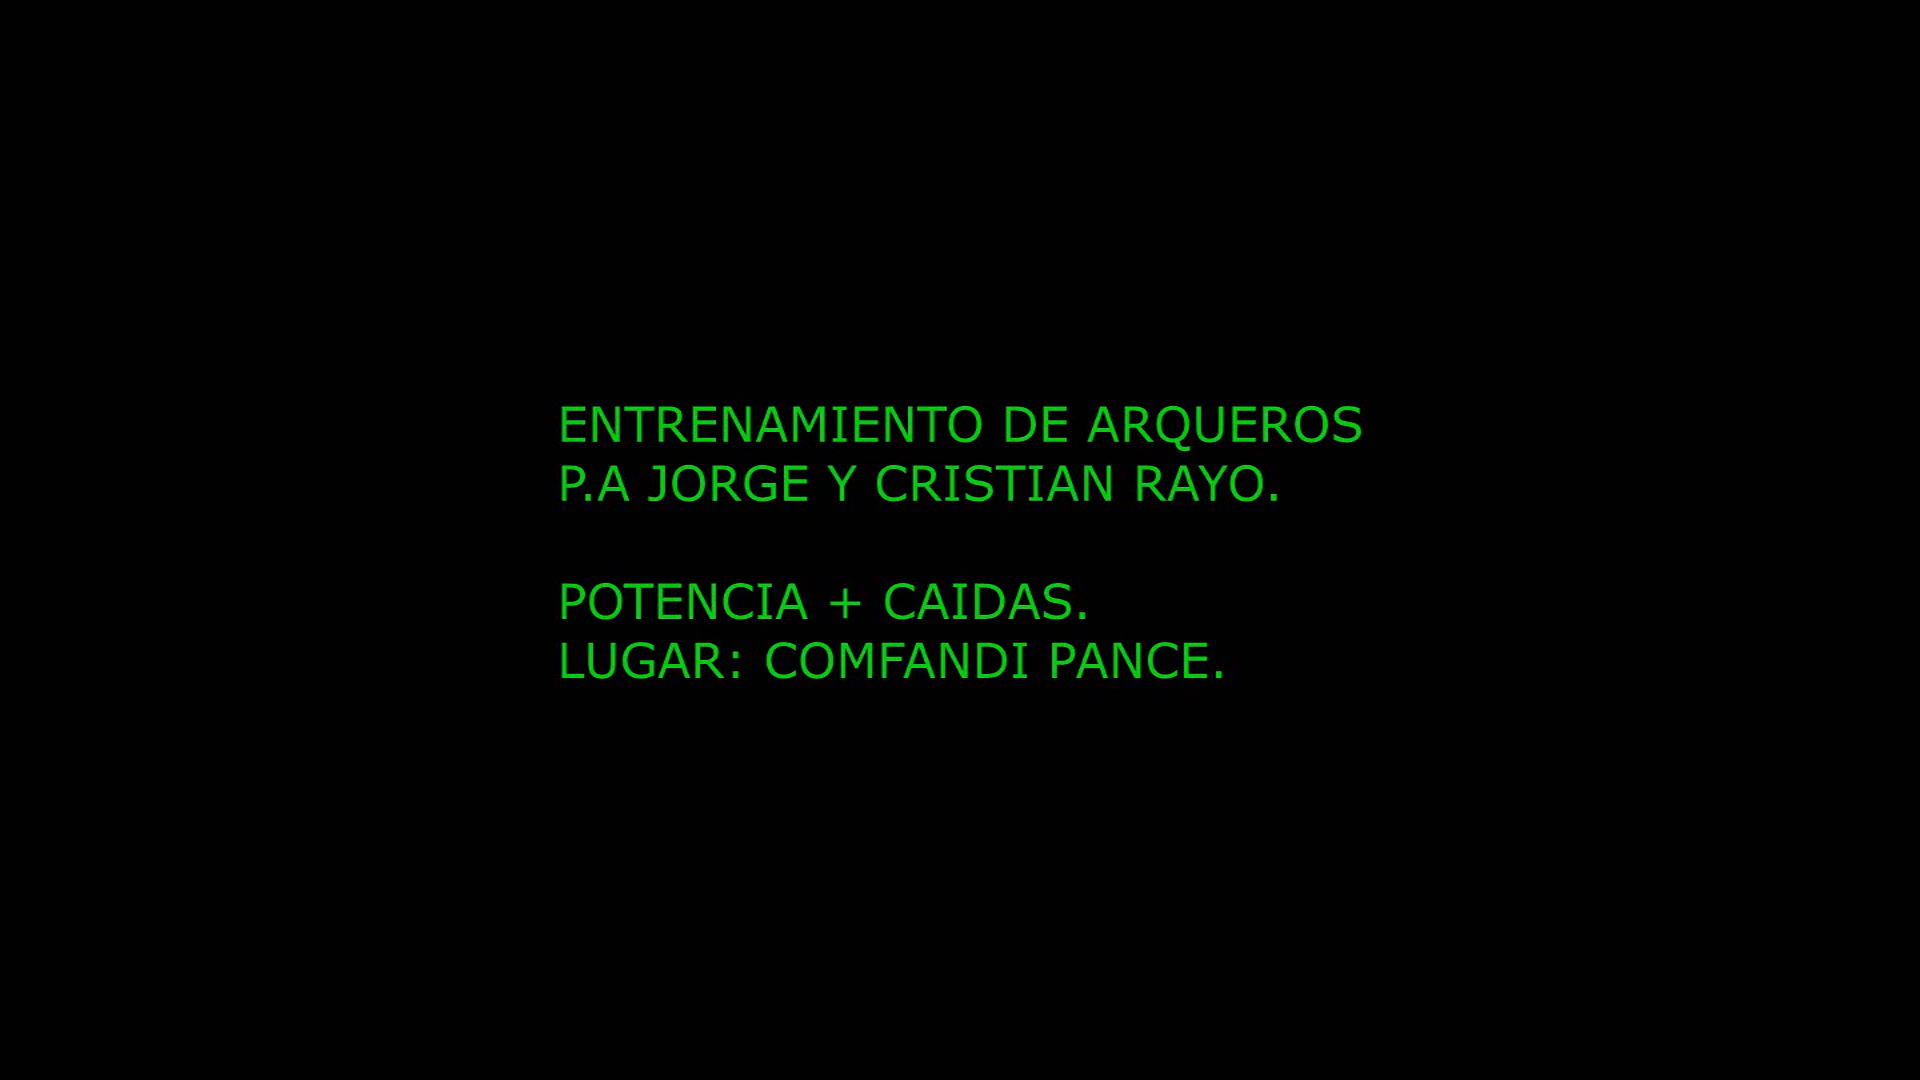 ENTRENAMIENTO DE ARQUEROS
P.A JORGE Y CRISTIAN RAYO.
POTENCIA + CAIDAS.
LUGAR: COMFANDI PANCE.